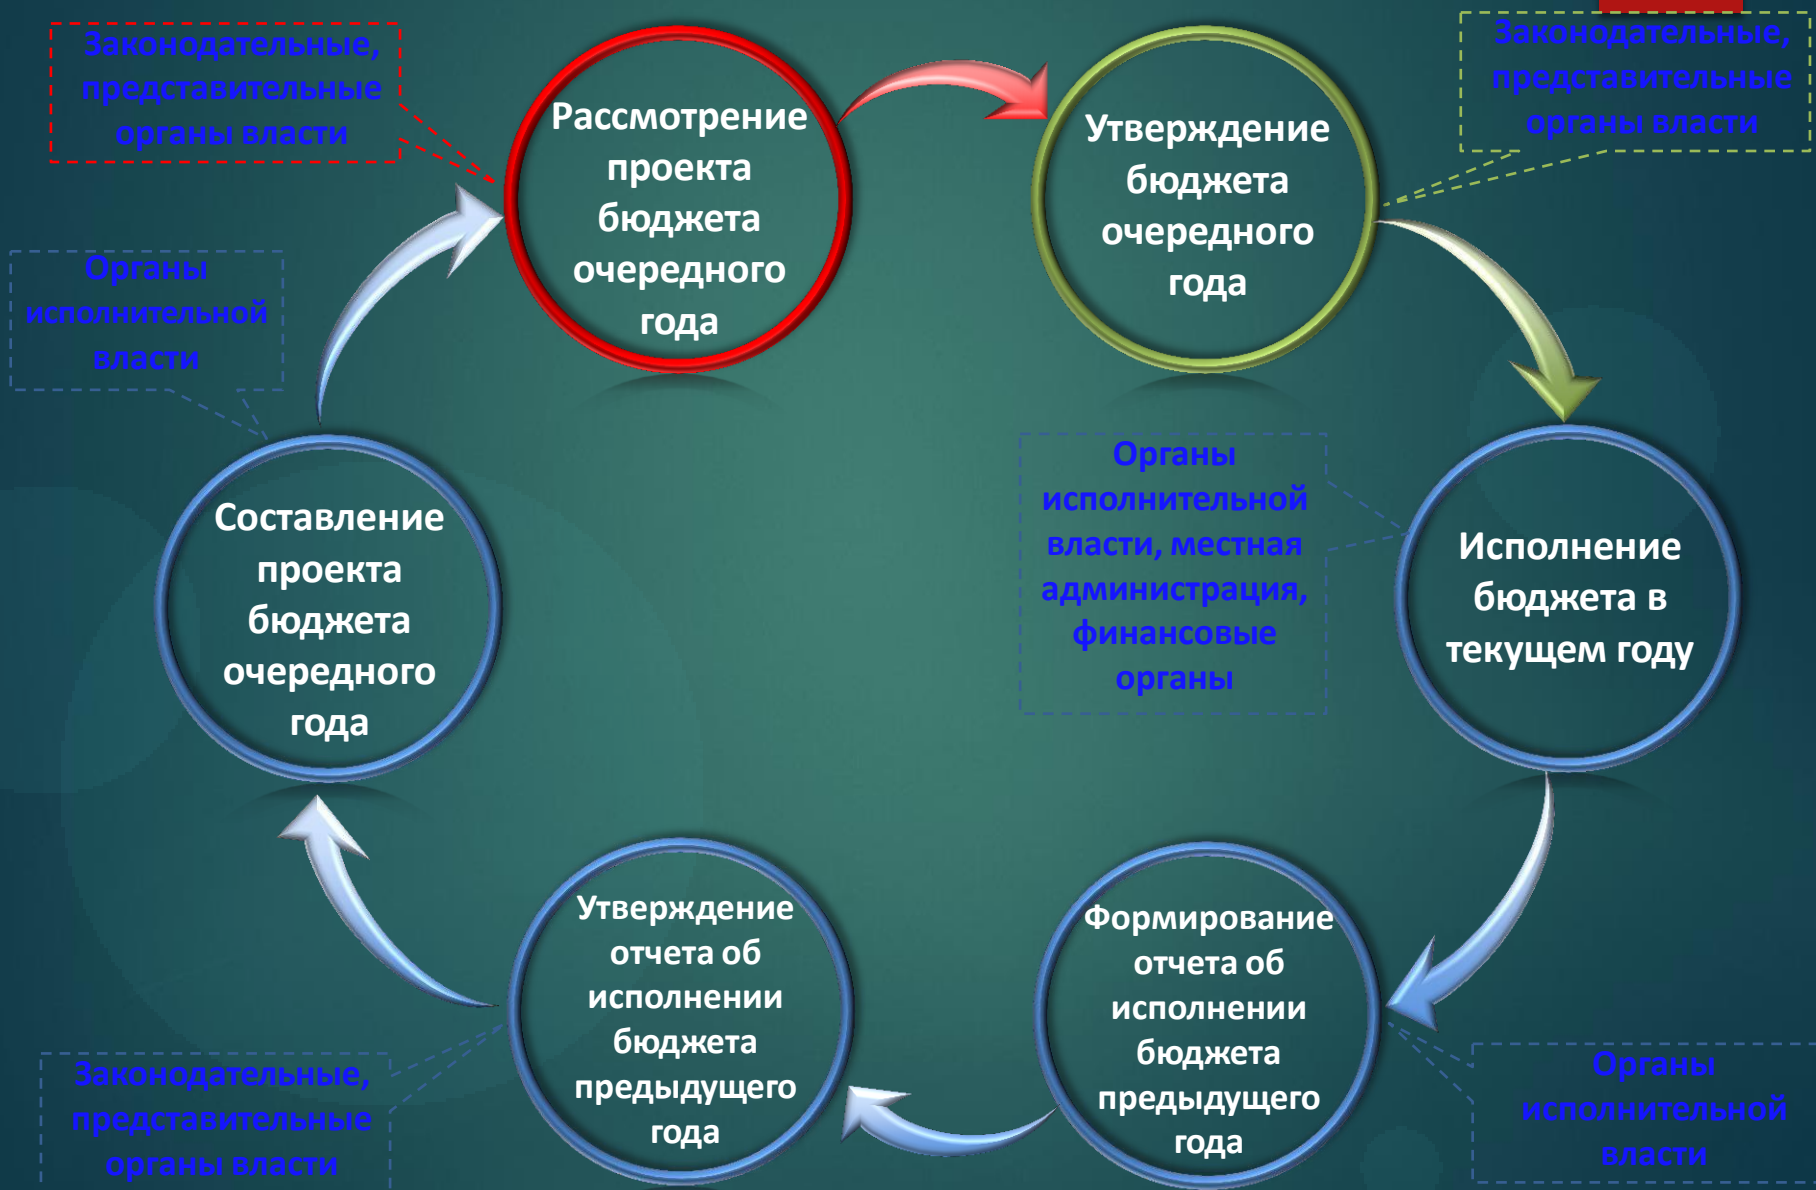 Законодательные,
представительные
органы власти
Рассмотрение
проекта
бюджета
очередного
года
Утверждение
бюджета
очередного
года
Законодательные,
представительные
органы власти
Органы
исполнительной
власти
Составление
проекта
бюджета
очередного
года
Органы
исполнительной
власти, местная
администрация,
финансовые
органы
Исполнение
бюджета в
текущем году
Законодательные,
представительные
органы власти
Утверждение
отчета об
исполнении
бюджета
предыдущего
года
Формирование
отчета об
исполнении
бюджета
предыдущего
года
Органы
исполнительной
власти